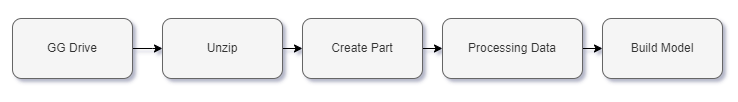 GG Drive
Unzip
Create Part
Processing Data
Build Model